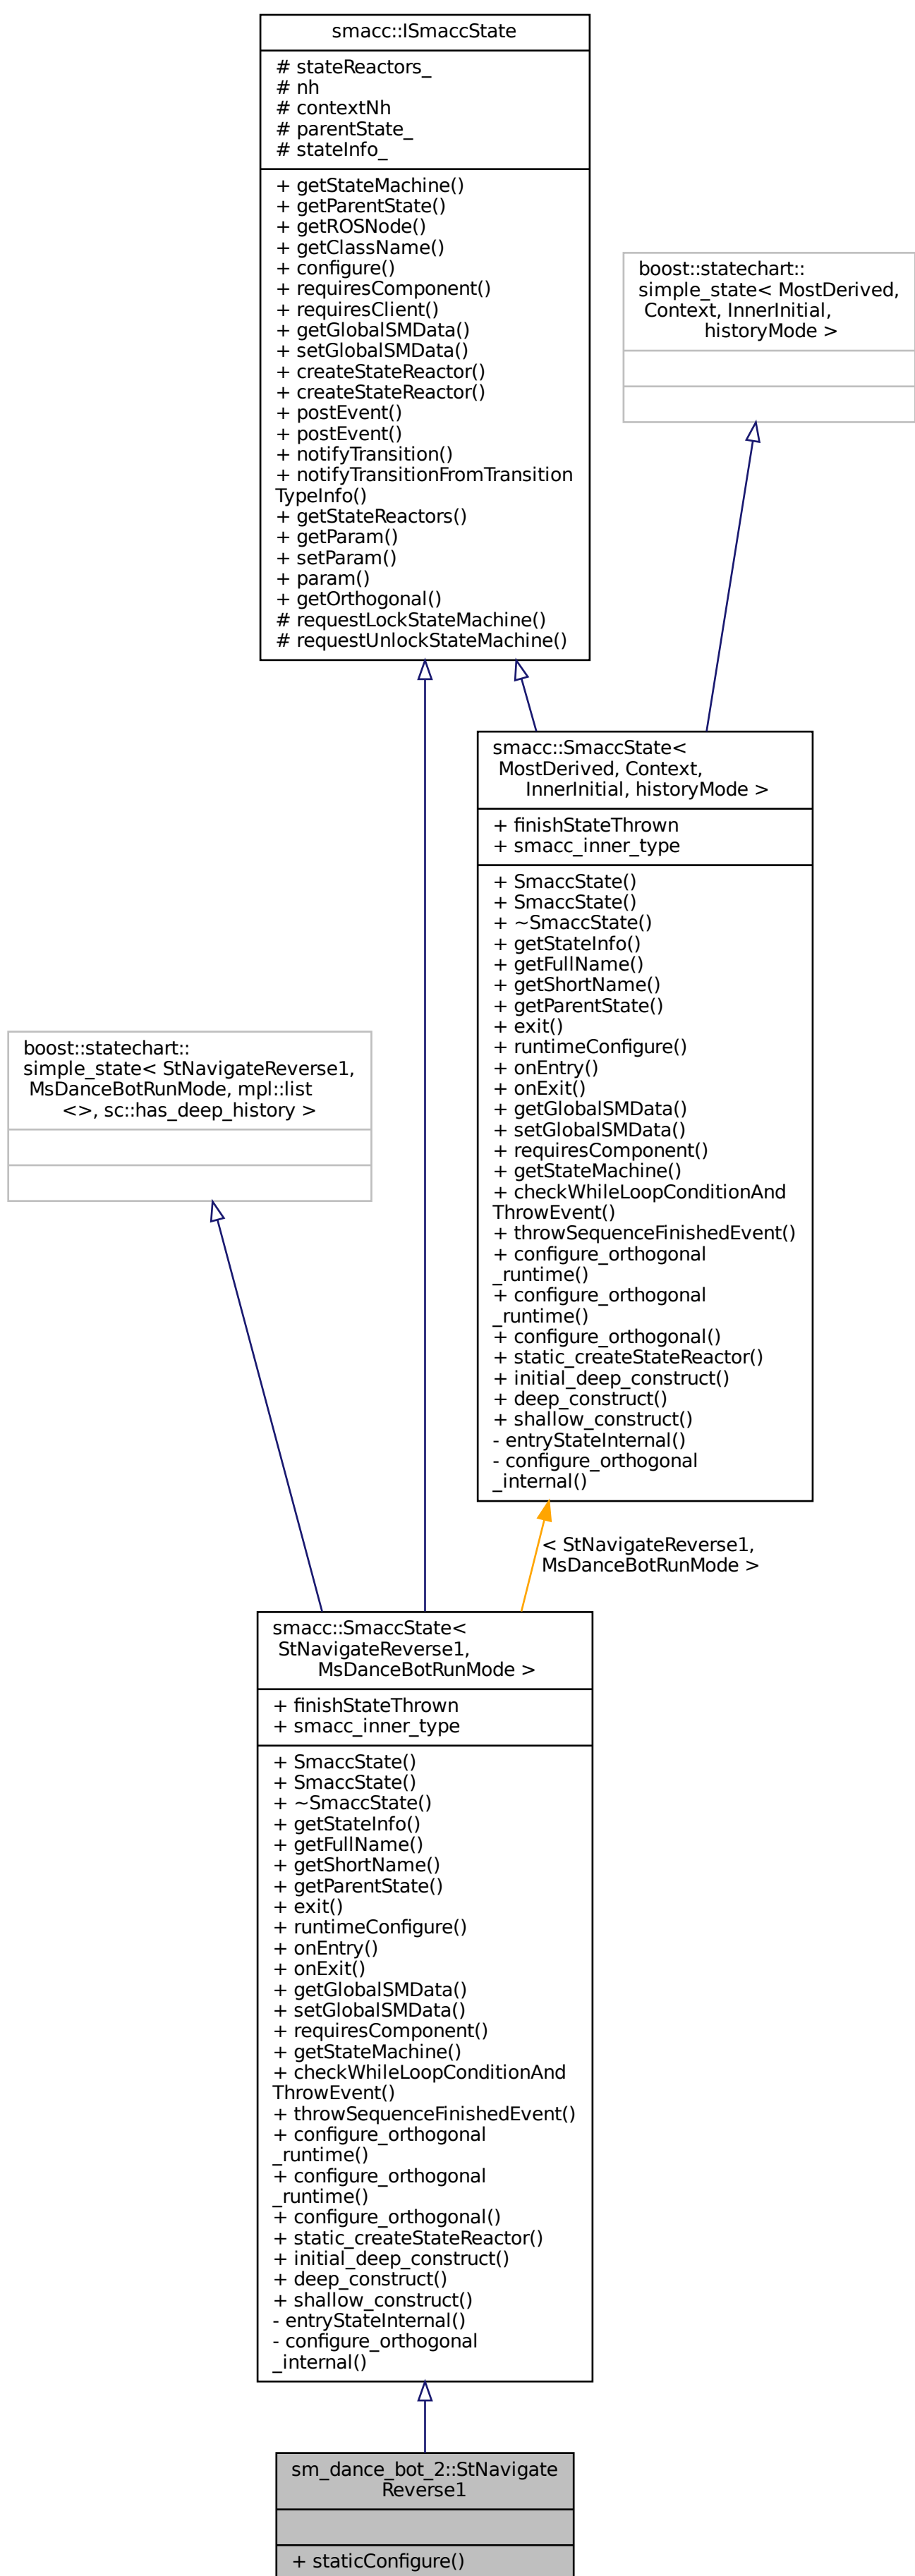 smacc::ISmaccState
# stateReactors_
# nh
# contextNh
# parentState_
# stateInfo_
+ getStateMachine()
+ getParentState()
+ getROSNode()
+ getClassName()
+ configure()
+ requiresComponent()
+ requiresClient()
+ getGlobalSMData()
+ setGlobalSMData()
+ createStateReactor()
+ createStateReactor()
+ postEvent()
+ postEvent()
+ notifyTransition()
+ notifyTransitionFromTransition
TypeInfo()
+ getStateReactors()
+ getParam()
+ setParam()
+ param()
+ getOrthogonal()
# requestLockStateMachine()
# requestUnlockStateMachine()
boost::statechart::
simple_state< MostDerived,
Context, InnerInitial,
historyMode >
smacc::SmaccState<
MostDerived, Context,
InnerInitial, historyMode >
+ finishStateThrown
+ smacc_inner_type
+ SmaccState()
+ SmaccState()
+ ~SmaccState()
+ getStateInfo()
+ getFullName()
+ getShortName()
+ getParentState()
+ exit()
+ runtimeConfigure()
+ onEntry()
+ onExit()
+ getGlobalSMData()
+ setGlobalSMData()
+ requiresComponent()
+ getStateMachine()
+ checkWhileLoopConditionAnd
ThrowEvent()
+ throwSequenceFinishedEvent()
+ configure_orthogonal
_runtime()
+ configure_orthogonal
_runtime()
+ configure_orthogonal()
+ static_createStateReactor()
+ initial_deep_construct()
+ deep_construct()
+ shallow_construct()
- entryStateInternal()
- configure_orthogonal
_internal()
boost::statechart::
simple_state< StNavigateReverse1,
MsDanceBotRunMode, mpl::list
<>, sc::has_deep_history >
< StNavigateReverse1,
MsDanceBotRunMode >
smacc::SmaccState<
StNavigateReverse1,
MsDanceBotRunMode >
+ finishStateThrown
+ smacc_inner_type
+ SmaccState()
+ SmaccState()
+ ~SmaccState()
+ getStateInfo()
+ getFullName()
+ getShortName()
+ getParentState()
+ exit()
+ runtimeConfigure()
+ onEntry()
+ onExit()
+ getGlobalSMData()
+ setGlobalSMData()
+ requiresComponent()
+ getStateMachine()
+ checkWhileLoopConditionAnd
ThrowEvent()
+ throwSequenceFinishedEvent()
+ configure_orthogonal
_runtime()
+ configure_orthogonal
_runtime()
+ configure_orthogonal()
+ static_createStateReactor()
+ initial_deep_construct()
+ deep_construct()
+ shallow_construct()
- entryStateInternal()
- configure_orthogonal
_internal()
sm_dance_bot_2::StNavigate
Reverse1
+ staticConfigure()